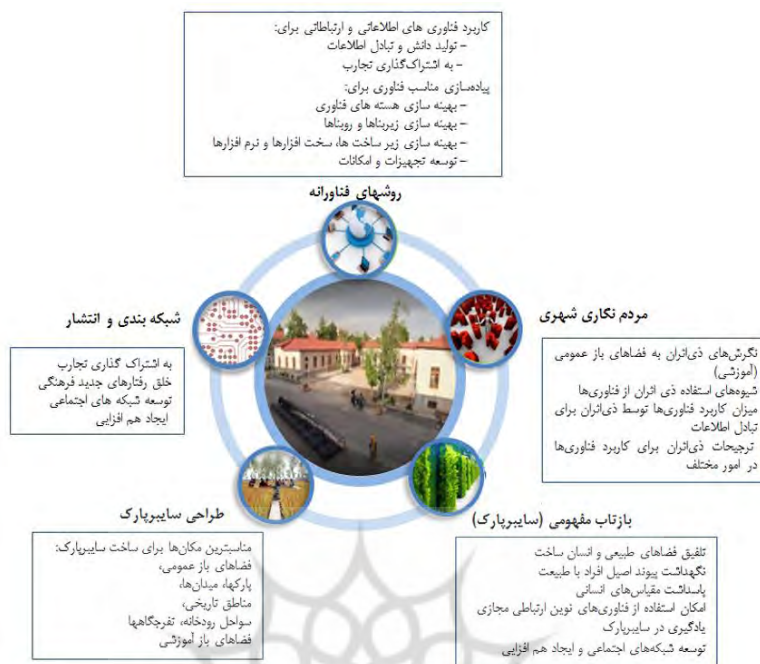 کاربرد فناوری های اطلاعاتی و ارتباطاتی برای:
- تولید دانش و تبادل اطلاعات
- به اشتراک‌گذاری تجارب
پیاده‌سازی مناسب فناوری برای:
- بهینه سازی هسته های فناوری
- بهینه سازی زیربناها و روبناها
- بهینه سازی زیر ساخت ها، سخت افزارها و نرم افزارها
- توسعه تجهیزات و امکانات
روشهای فناورانه
مردم نگاری شهری
نگرش‌های ذی‌اثران به فضاهای باز عمومی
(آموزشی)
شیوه‌های استفاده ذی اثران از فناوری‌ها
میزان کاربرد فناوری‌ها توسط ذی‌اثران برای
تبادل اطلاعات
ترجیحات ذی‌اثران برای کاربرد فناوری‌ها
در امور مختلف
شبکه بندی و انتشار
به اشتراک گذاری تجارب
خلق رفتارهای جدید فرهنگی
توسعه شبکه های اجتماعی
ایجاد هم افزایی
بازتاب مفهومی (سایبرپارک)
تلفیق فضاهای طبیعی و انسان ساخت
نگهداشت پیوند اصیل افراد با طبیعت
پاسداشت مقیاس‌های انسانی
امکان استفاده از فناوری‌های نوین ارتباطی مجازی
یادگیری در سایبرپارک
توسعه شبکه‌های اجتماعی و ایجاد هم افزایی
طراحی سایبرپارک
مناسبترین مکان‌ها برای ساخت سایبرپارک:
فضاهای باز عمومی،
پارکها، میدان‌ها،
مناطق تاریخی،
سواحل رودخانه، تفرجگاهها
فضاهای باز آموزشی